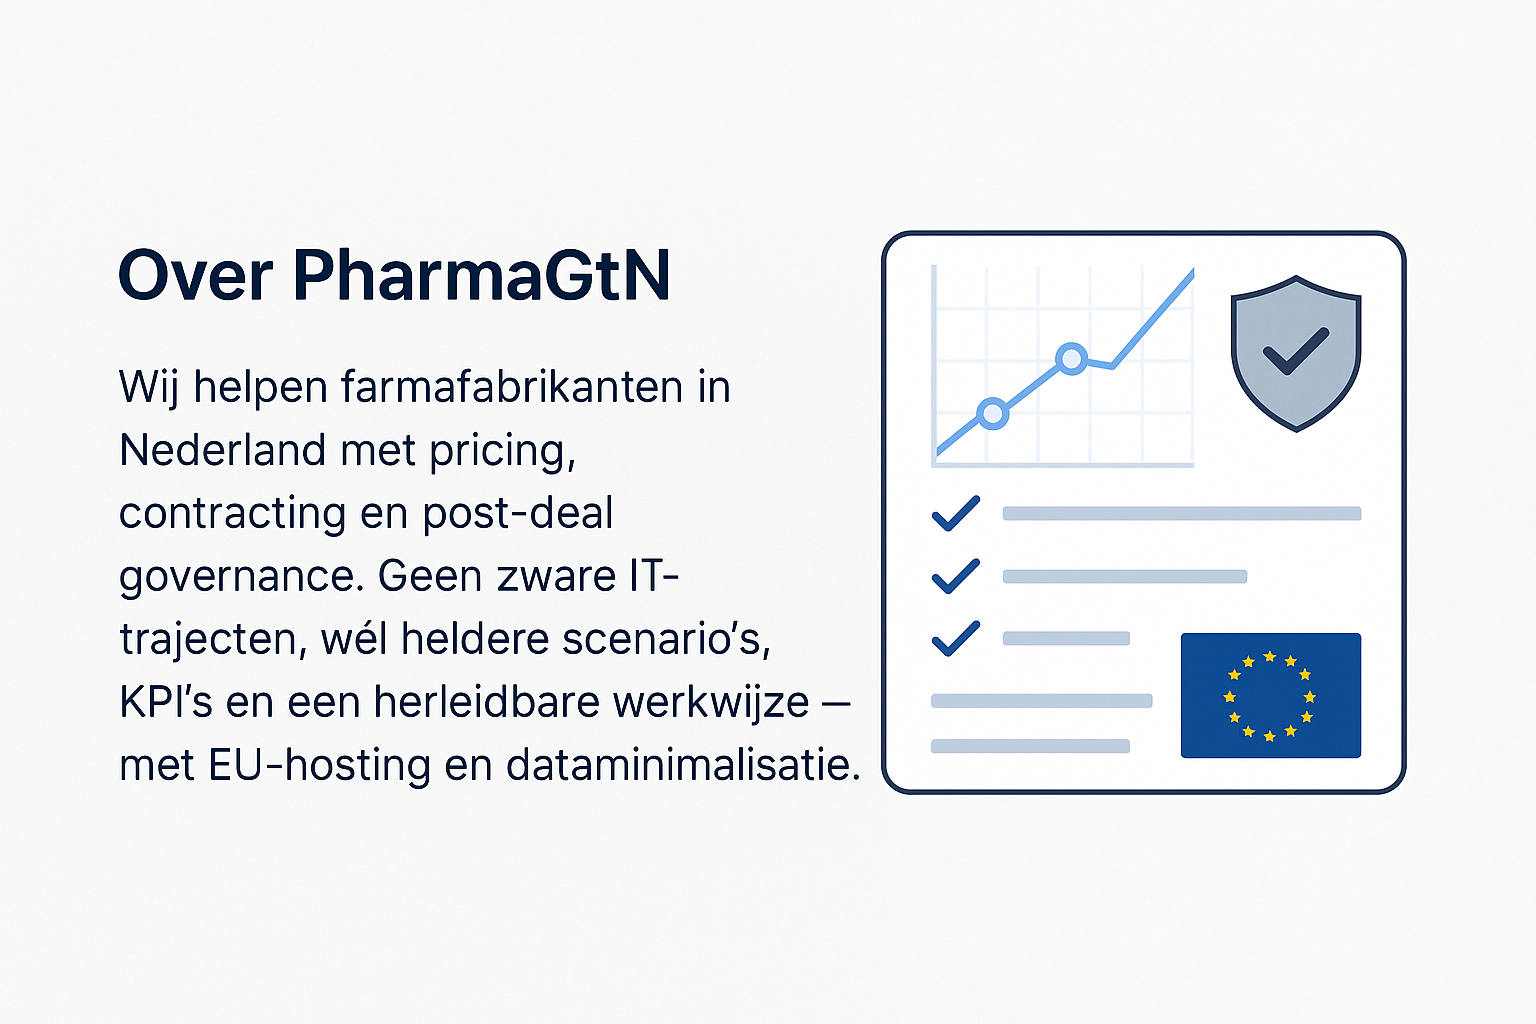 Over PharmaGtN
Wij helpen farmafabrikanten in
Nederland met pricing,
contracting en post-deal
governance. Geen zware IT-
trajecten, wél heldere scenario’s,
KPI’s en een herleidbare werkwijze —
met EU-hosting en dataminimalisatie.